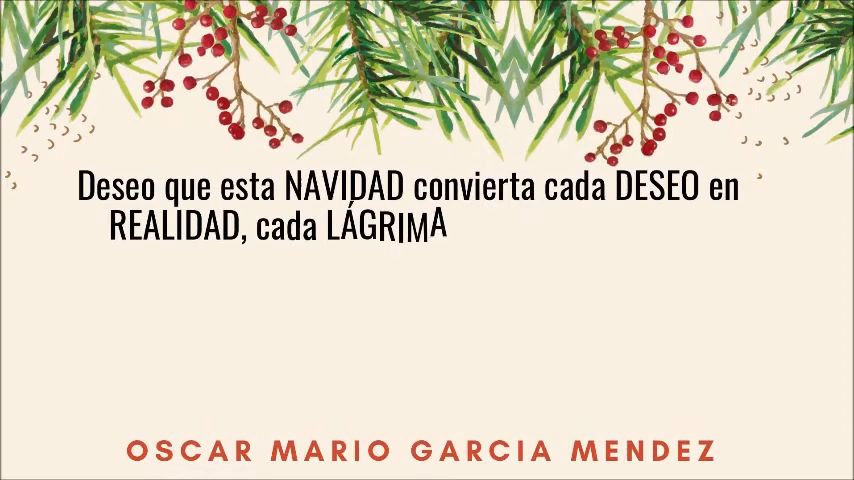 Deseo que esta NAVIDAD convierta cada DESEO en
REALIDAD, cada LÁGRIMA
OSCAR MARIO GARCIA MENDEZ